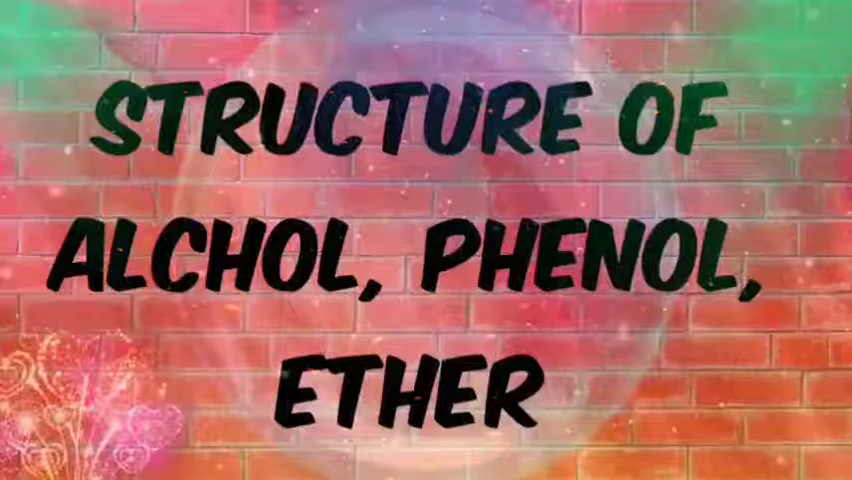 STRUCTURE OF
ALCHOL, PHENOL,
ETHER